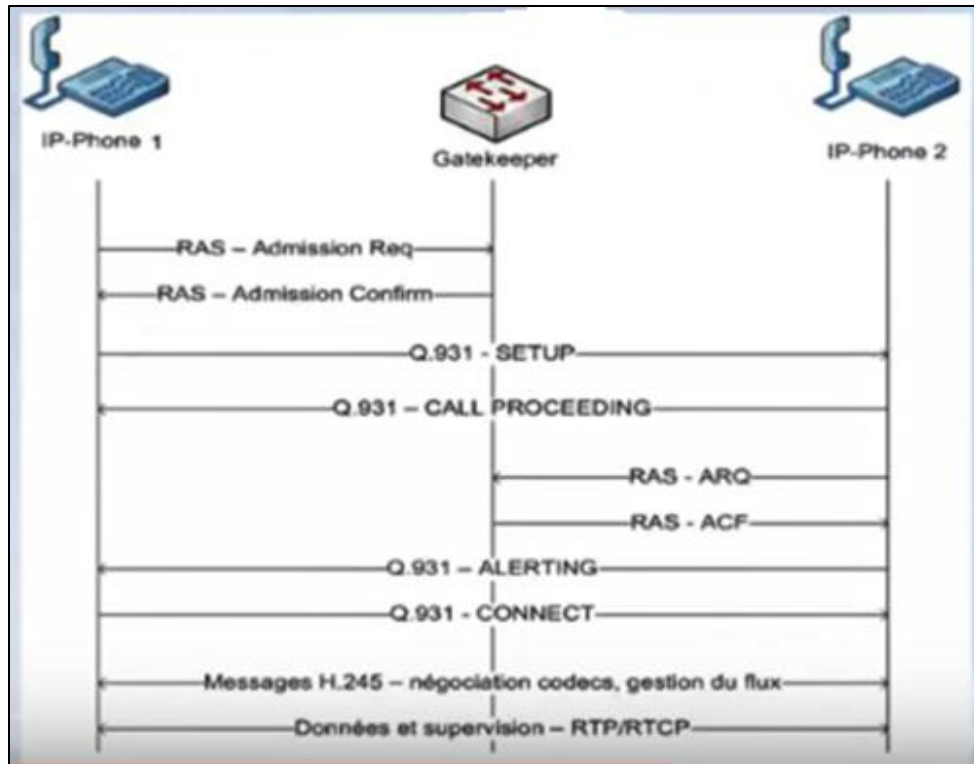 IP-Phone 1
Gatekeeper
IP-Phone 2
RAS – Admission Req
RAS – Admission Confirm
Q.931 - SETUP
Q.931 – CALL PROCEEDING
RAS - ARQ
RAS - ACF
Q.931 – ALERTING
Q.931 - CONNECT
Messages H.245 – négociation codecs, gestion du flux
Données et supervision – RTP/RTCP